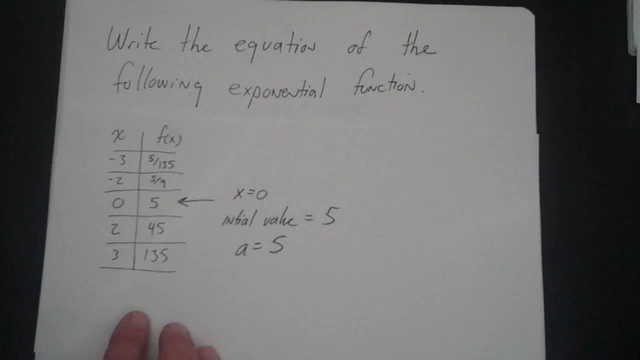 Write the equation of the
following exponential function.
x f(x)
-3 5/135
-2 5/9
0 5 ← x=0
2 45 initial value = 5
3 135 a=5